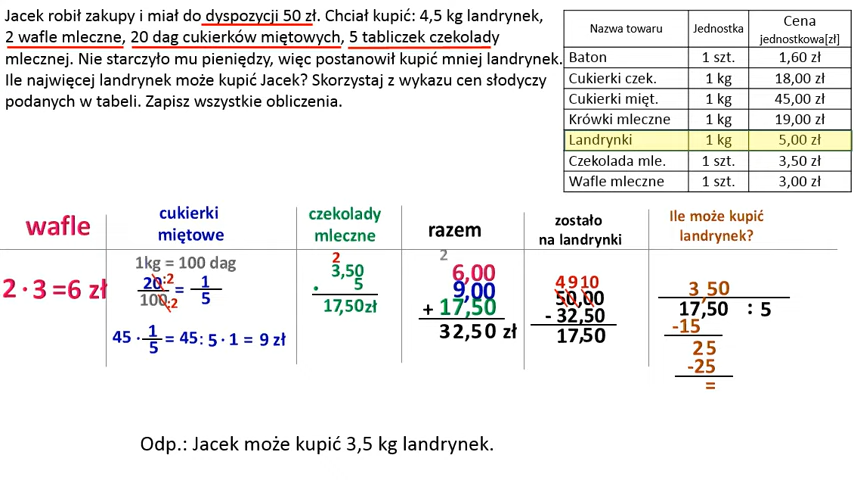 Jacek robił zakupy i miał do dyspozycji 50 zł. Chciał kupić: 4,5 kg landrynek,
2 wafle mleczne, 20 dag cukierków miętowych, 5 tabliczek czekolady
mlecznej. Nie starczyło mu pieniędzy, więc postanowił kupić mniej landrynek.
Ile najwięcej landrynek może kupić Jacek? Skorzystaj z wykazu cen słodyczy
podanych w tabeli. Zapisz wszystkie obliczenia.
Nazwa towaru Jednostka Cena jednostkowa[zł]
Baton 1 szt. 1,60 zł
Cukierki czek. 1 kg 18,00 zł
Cukierki mięt. 1 kg 45,00 zł
Krówki mleczne 1 kg 19,00 zł
Landrynki 1 kg 5,00 zł
Czekolada mle. 1 szt. 3,50 zł
Wafle mleczne 1 szt. 3,00 zł
wafle
2 · 3 =6 zł
cukierki
miętowe
1kg = 100 dag
20:2 = 1
100:2 5
45 · 1 = 45: 5 · 1 = 9 zł
5
czekolady
mleczne
2
3,50
· 5
17,50zł
razem
2
6,00
9,00
+ 17,50
32,50 zł
zostało
na landrynki
4 9 10
50,00
- 32,50
17,50
Ile może kupić
landrynek?
3,50
17,50 : 5
-15
25
-25
=
Odp.: Jacek może kupić 3,5 kg landrynek.